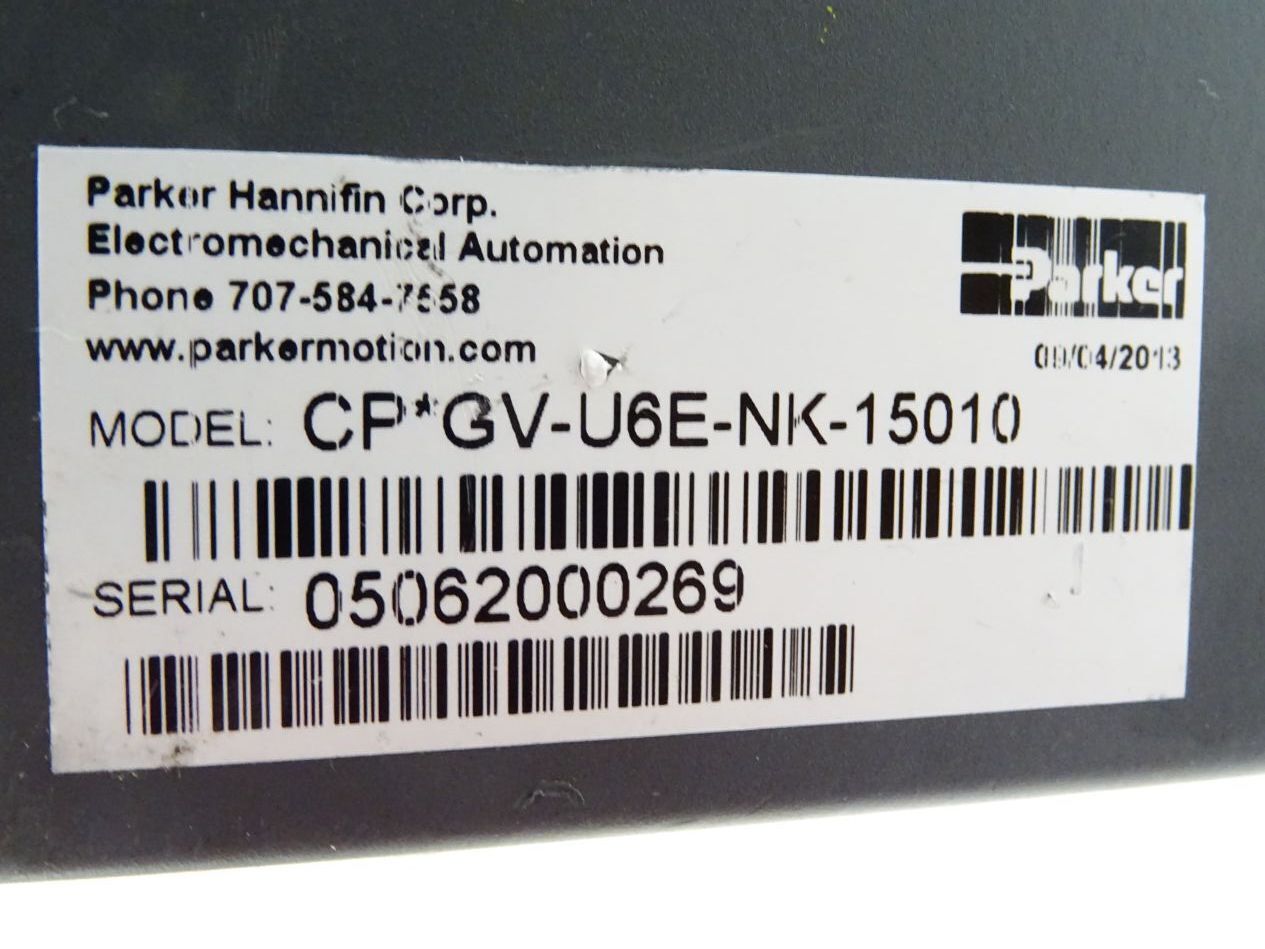 Parker Hannifin Corp.
Electromechanical Automation
Phone 707-584-7558
www.parkermotion.com
Parker
09/04/2013
MODEL: CP*GV-U6E-NK-15010
SERIAL: 05062000269